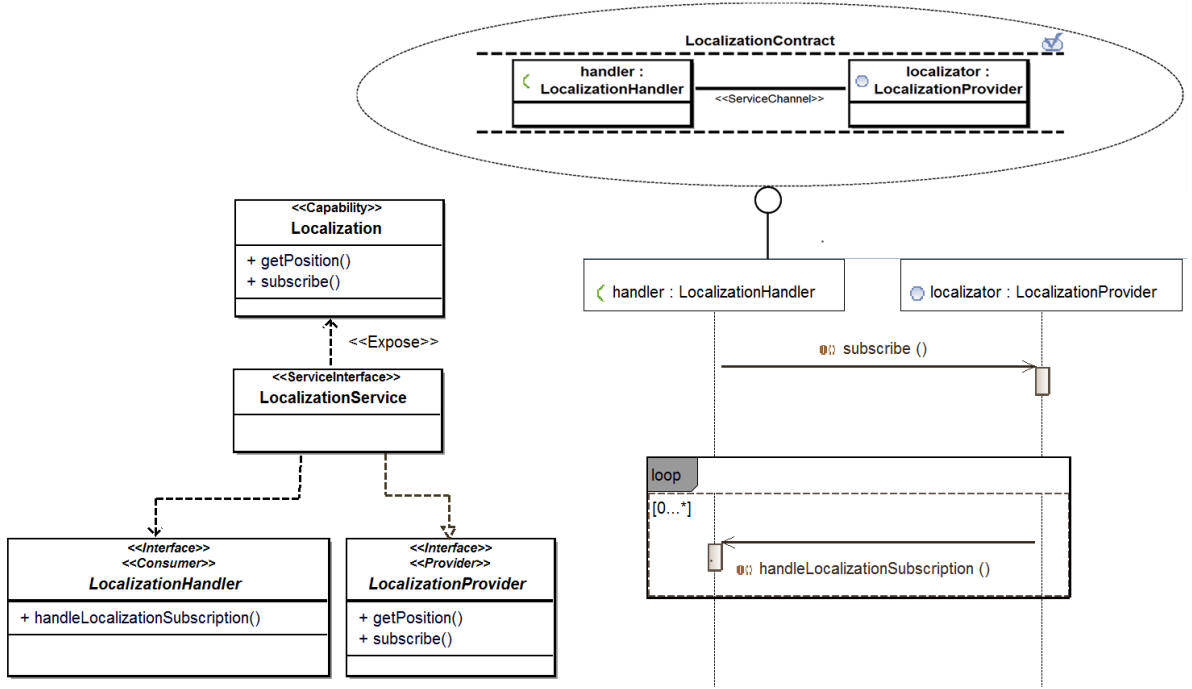 LocalizationContract
handler :
LocalizationHandler
<<ServiceChannel>>
localizator :
LocalizationProvider
<<Capability>>
Localization
+ getPosition()
+ subscribe()
<<Expose>>
<<ServiceInterface>>
LocalizationService
<<Interface>>
<<Consumer>>
LocalizationHandler
+ handleLocalizationSubscription()
<<Interface>>
<<Provider>>
LocalizationProvider
+ getPosition()
+ subscribe()
handler : LocalizationHandler
localizator : LocalizationProvider
subscribe ()
loop
[0...*]
handleLocalizationSubscription ()